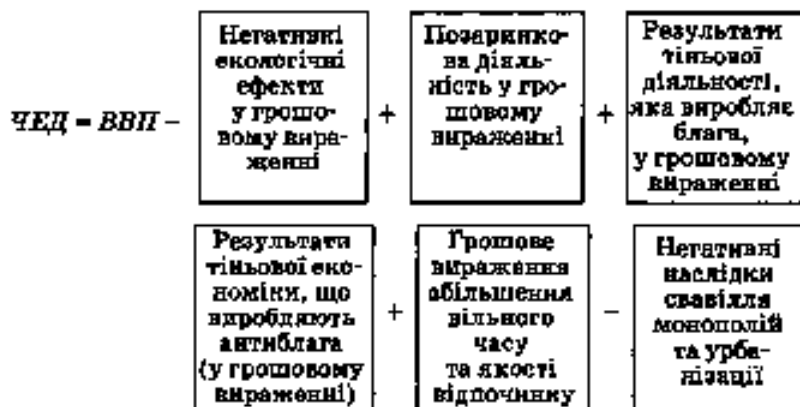 ЧЕД = ВВП –
Негативні
екологічні
ефекти
у грошо-
вому вира-
женні
+
Позаринко-
ва діяль-
ність у гро-
шовому
вираженні
+
Результати
тіньової
діяльності,
яка виробляє
блага,
у грошовому
вираженні
Результати
тіньової еко-
номіки, що
виробляють
антиблага
(у грошовому
вираженні)
+
Грошове
вираження
збільшення
вільного
часу
та якості
відпочинку
–
Негативні
наслідки
свавілля
монополій
та урба-
нізації